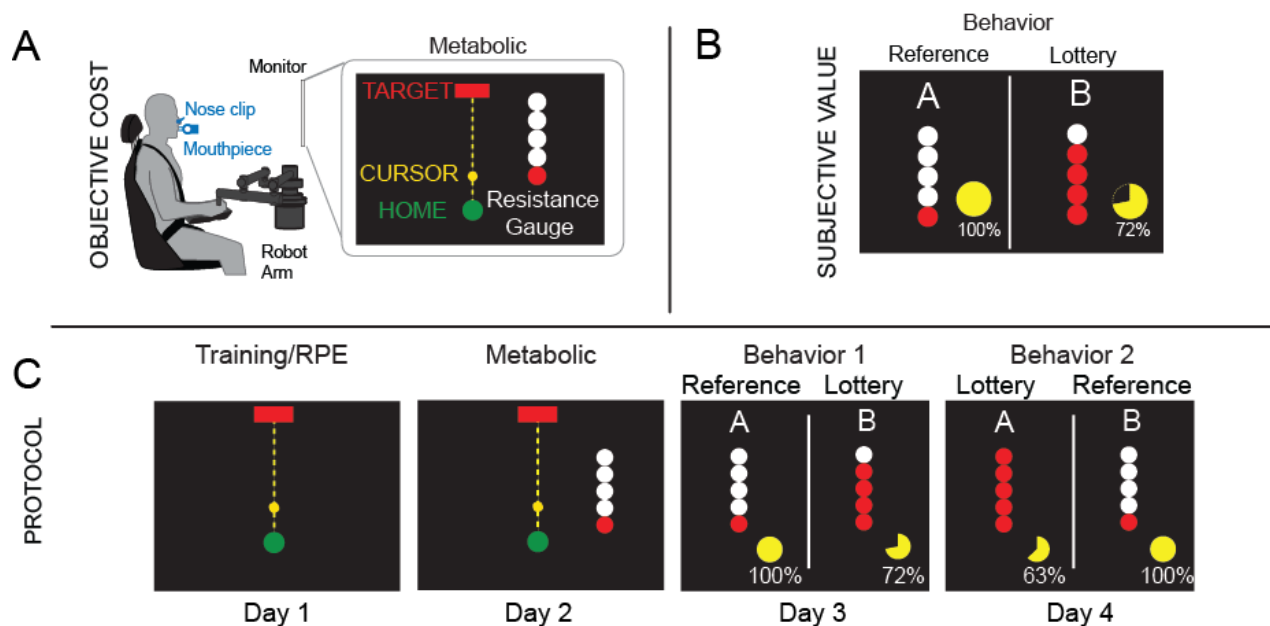 A
OBJECTIVE COST
Nose clip
Mouthpiece
Monitor
Robot
Arm
Metabolic
TARGET
CURSOR
HOME
Resistance
Gauge
B
SUBJECTIVE VALUE
Behavior
Reference
Lottery
A
B
100%
72%
C
PROTOCOL
Training/RPE
Day 1
Metabolic
Day 2
Behavior 1
Reference
Lottery
A
B
100%
72%
Day 3
Behavior 2
Lottery
Reference
A
B
63%
100%
Day 4